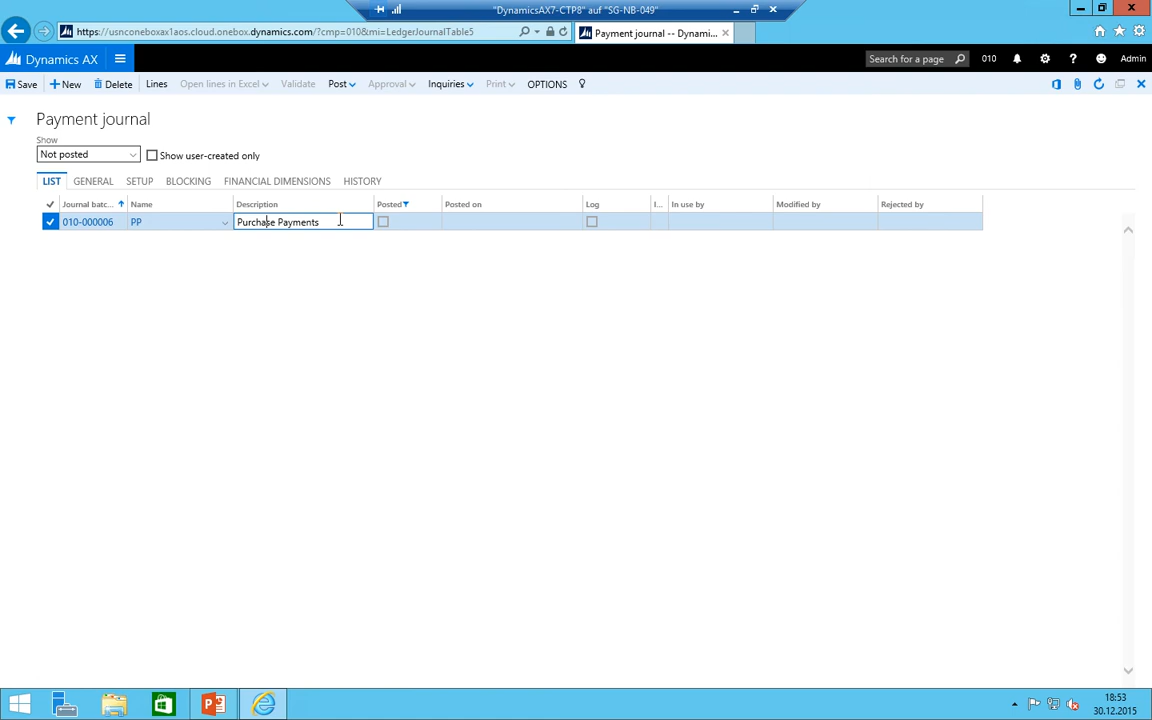 "DynamicsAX7-CTP8" auf "SG-NB-049"
https://usnconeboxax1aos.cloud.onebox.dynamics.com/?cmp=010&mi=LedgerJournalTable5
Payment journal -- Dynami...
Dynamics AX
Search for a page
010
Admin
Save
New
Delete
Lines
Open lines in Excel
Validate
Post
Approval
Inquiries
Print
OPTIONS
Payment journal
Show
Not posted
Show user-created only
LIST GENERAL SETUP BLOCKING FINANCIAL DIMENSIONS HISTORY
Journal batc... Name Description Posted Posted on Log I... In use by Modified by Rejected by
010-000006 PP Purchase Payments
18:53
30.12.2015